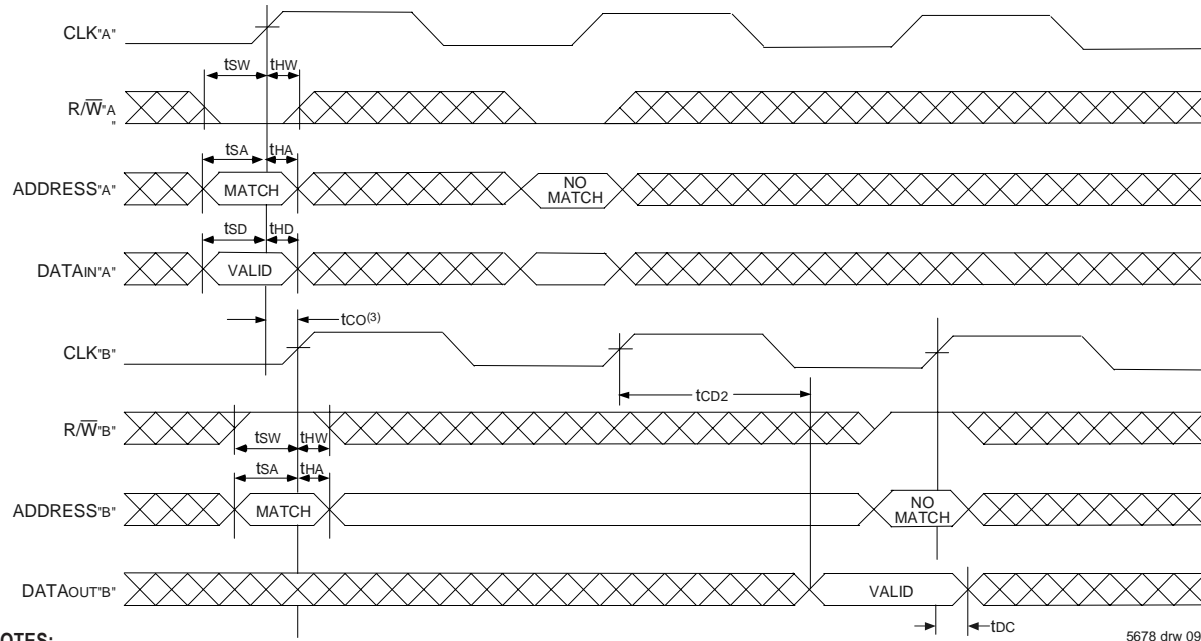 CLK"A"
tSW tHW
R/W̅"A
"
tSA tHA
ADDRESS"A" MATCH NO
MATCH
tSD tHD
DATAIN"A" VALID
tCO(3)
CLK"B"
tCD2
R/W̅"B"
tSW tHW
tSA tHA
ADDRESS"B" MATCH NO
MATCH
DATAOUT"B" VALID
tDC
OTES:
5678 drw 09